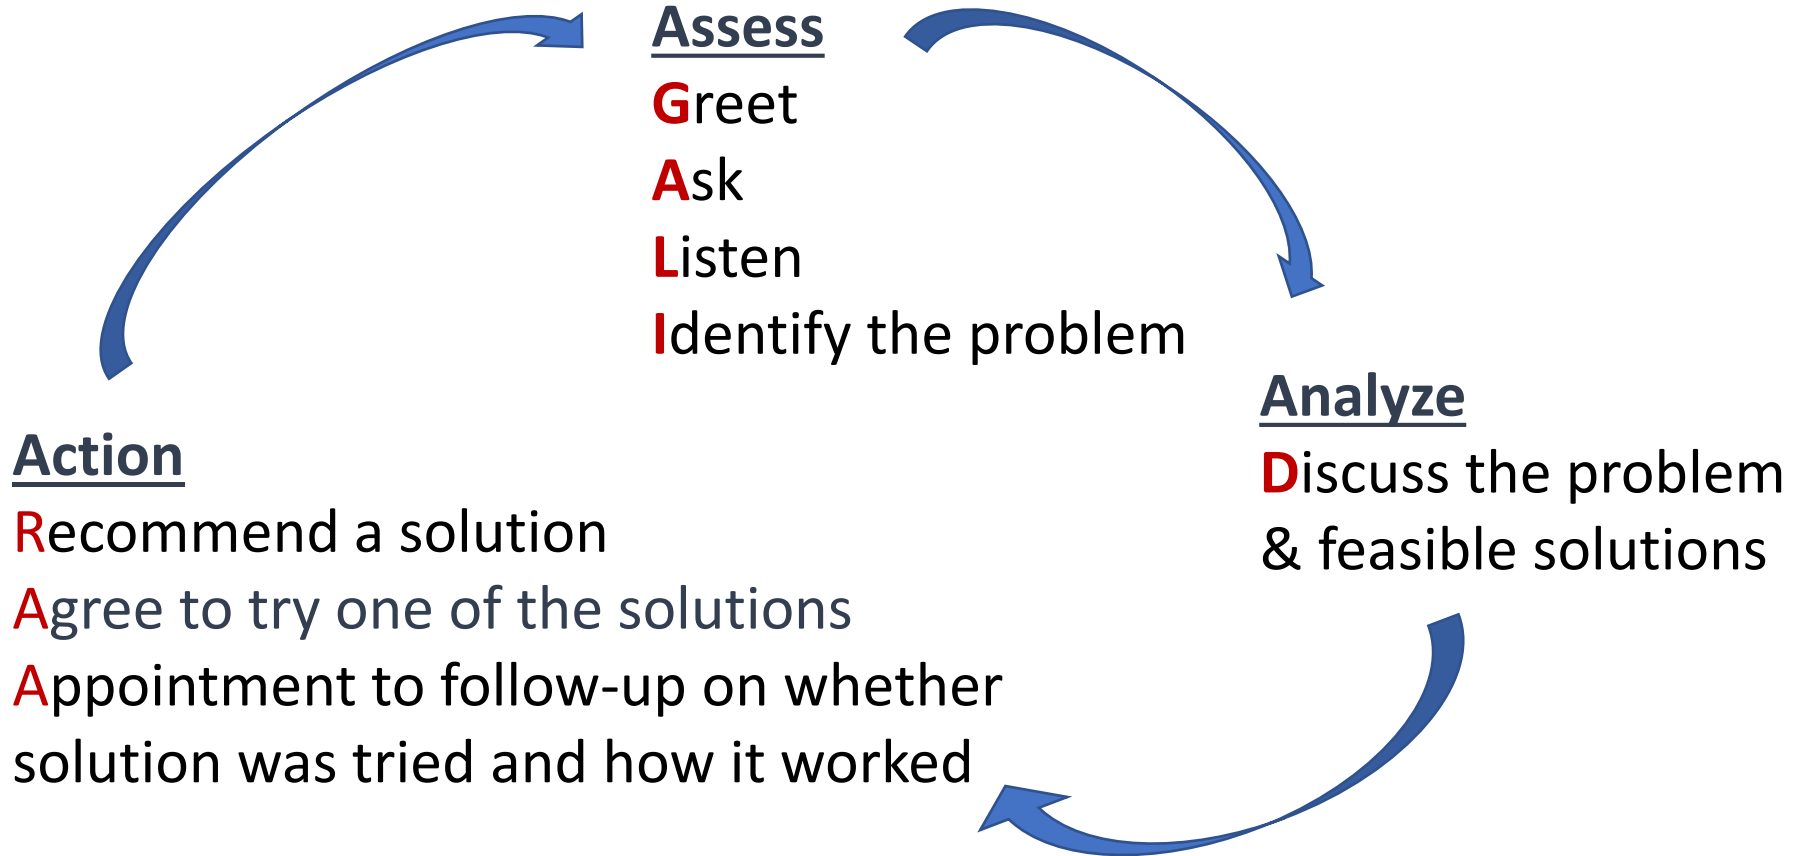 Assess
Greet
Ask
Listen
Identify the problem
Analyze
Discuss the problem
& feasible solutions
Action
Recommend a solution
Agree to try one of the solutions
Appointment to follow-up on whether
solution was tried and how it worked